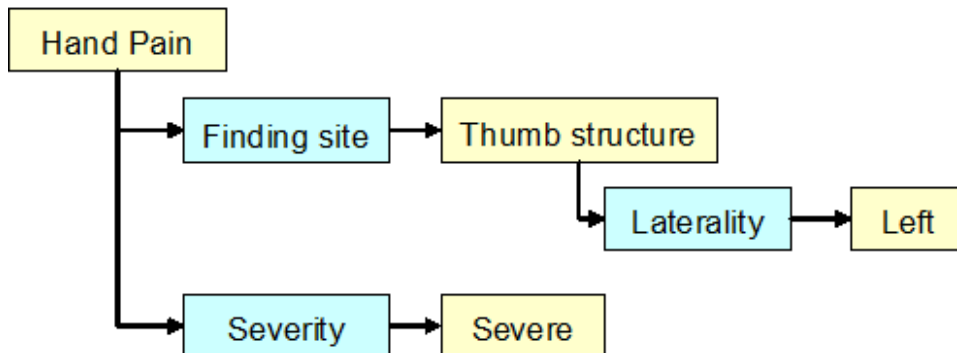 Hand Pain
Finding site
Thumb structure
Laterality
Left
Severity
Severe